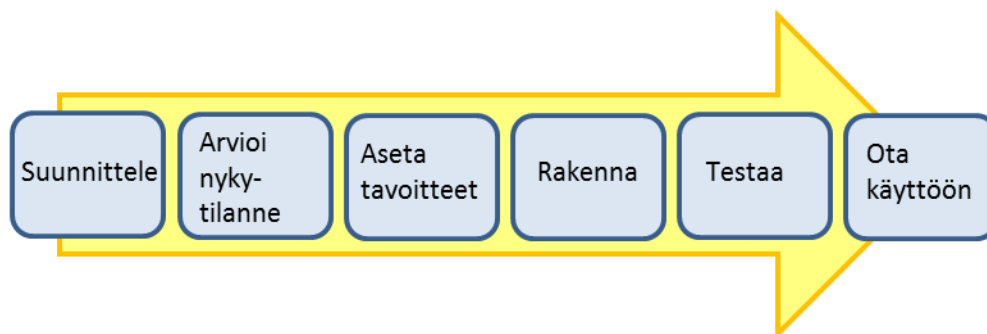 Suunnittele
Arvioi
nyky-
tilanne
Aseta
tavoitteet
Rakenna
Testaa
Ota
käyttöön